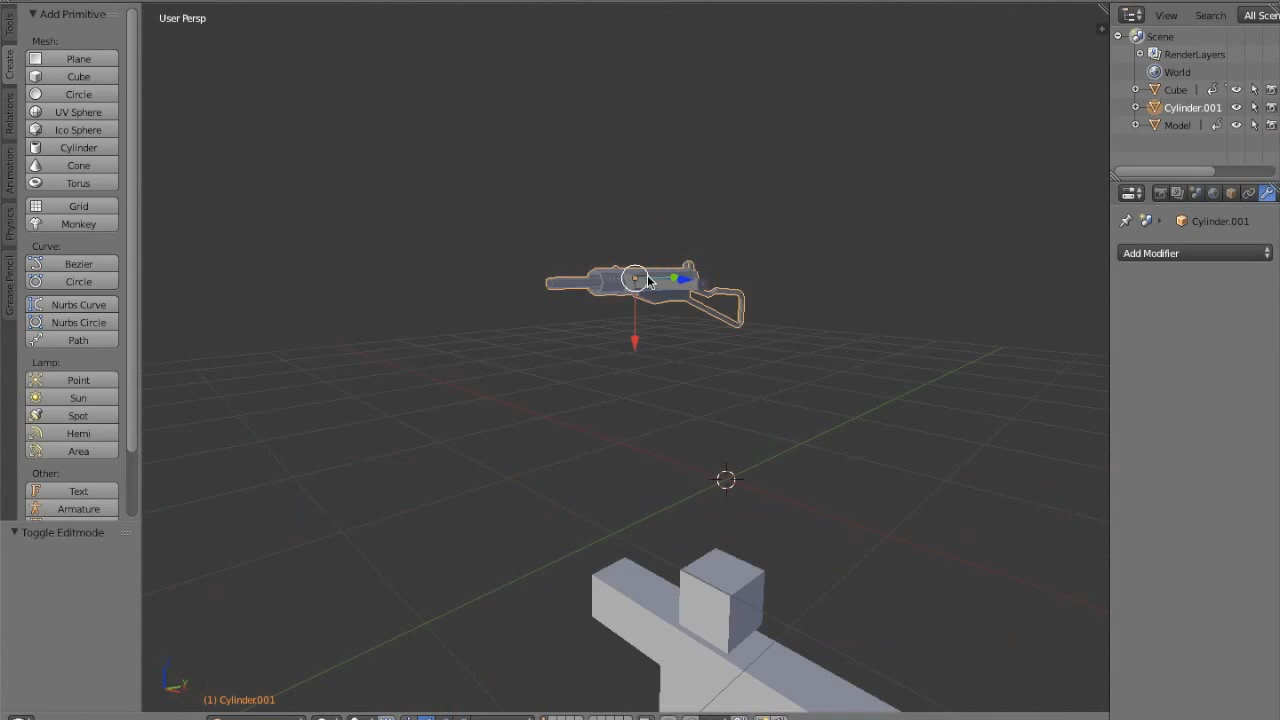 Add Primitive
User Persp
View Search All Scen
Tools
Create
Relations
Animation
Physics
Grease Pencil
Mesh:
Plane
Cube
Circle
UV Sphere
Ico Sphere
Cylinder
Cone
Torus
Grid
Monkey
Curve:
Bezier
Circle
Nurbs Curve
Nurbs Circle
Path
Lamp:
Point
Sun
Spot
Hemi
Area
Other:
Text
Armature
Toggle Editmode
(1) Cylinder.001
Scene
RenderLayers
World
Cube
Cylinder.001
Model
Cylinder.001
Add Modifier